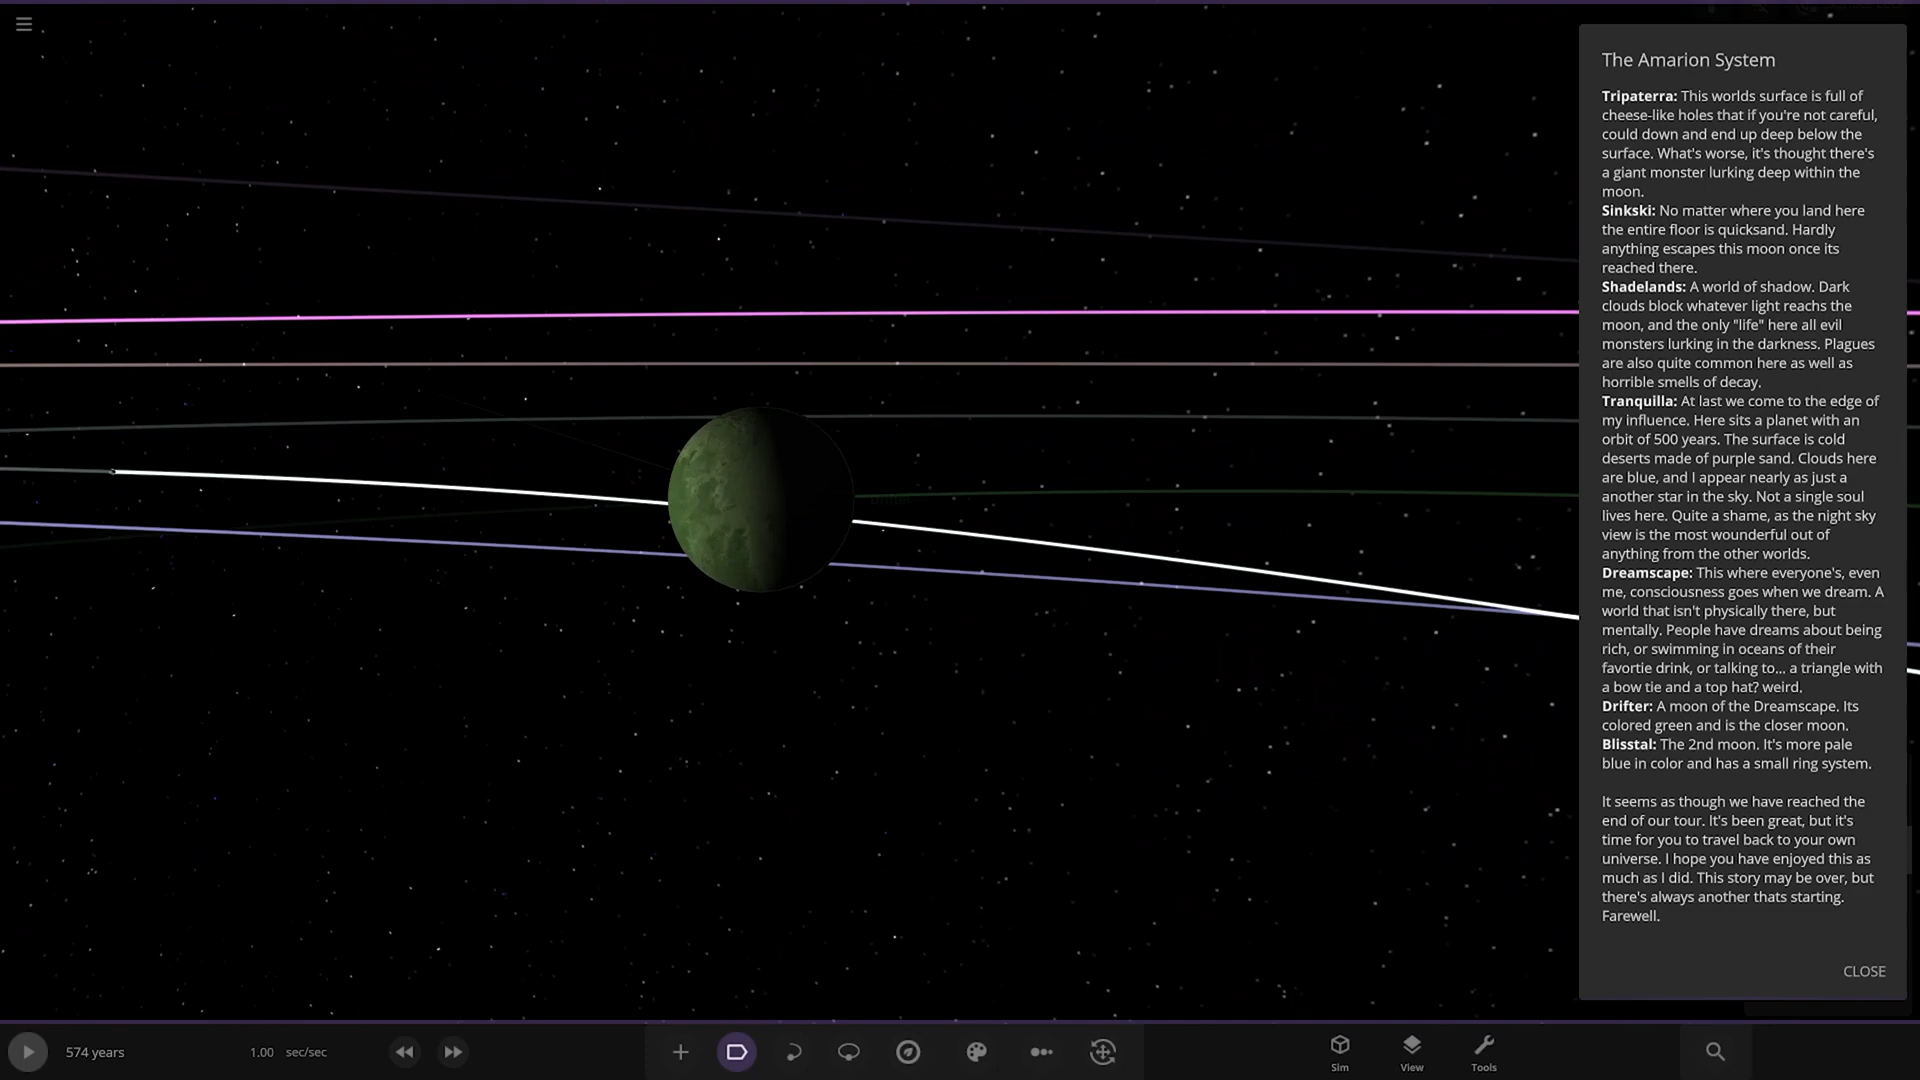 The Amarion System
Tripaterra: This worlds surface is full of
cheese-like holes that if you're not careful,
could down and end up deep below the
surface. What's worse, it's thought there's
a giant monster lurking deep within the
moon.
Sinkski: No matter where you land here
the entire floor is quicksand. Hardly
anything escapes this moon once its
reached there.
Shadelands: A world of shadow. Dark
clouds block whatever light reachs the
moon, and the only "life" here all evil
monsters lurking in the darkness. Plagues
are also quite common here as well as
horrible smells of decay.
Tranquilla: At last we come to the edge of
my influence. Here sits a planet with an
orbit of 500 years. The surface is cold
deserts made of purple sand. Clouds here
are blue, and I appear nearly as just a
another star in the sky. Not a single soul
lives here. Quite a shame, as the night sky
view is the most wounderful out of
anything from the other worlds.
Dreamscape: This where everyone's, even
me, consciousness goes when we dream. A
world that isn't physically there, but
mentally. People have dreams about being
rich, or swimming in oceans of their
favortie drink, or talking to... a triangle with
a bow tie and a top hat? weird.
Drifter: A moon of the Dreamscape. Its
colored green and is the closer moon.
Blisstal: The 2nd moon. It's more pale
blue in color and has a small ring system.
It seems as though we have reached the
end of our tour. It's been great, but it's
time for you to travel back to your own
universe. I hope you have enjoyed this as
much as I did. This story may be over, but
there's always another thats starting.
Farewell.
CLOSE
574 years
1.00 sec/sec
Sim
View
Tools